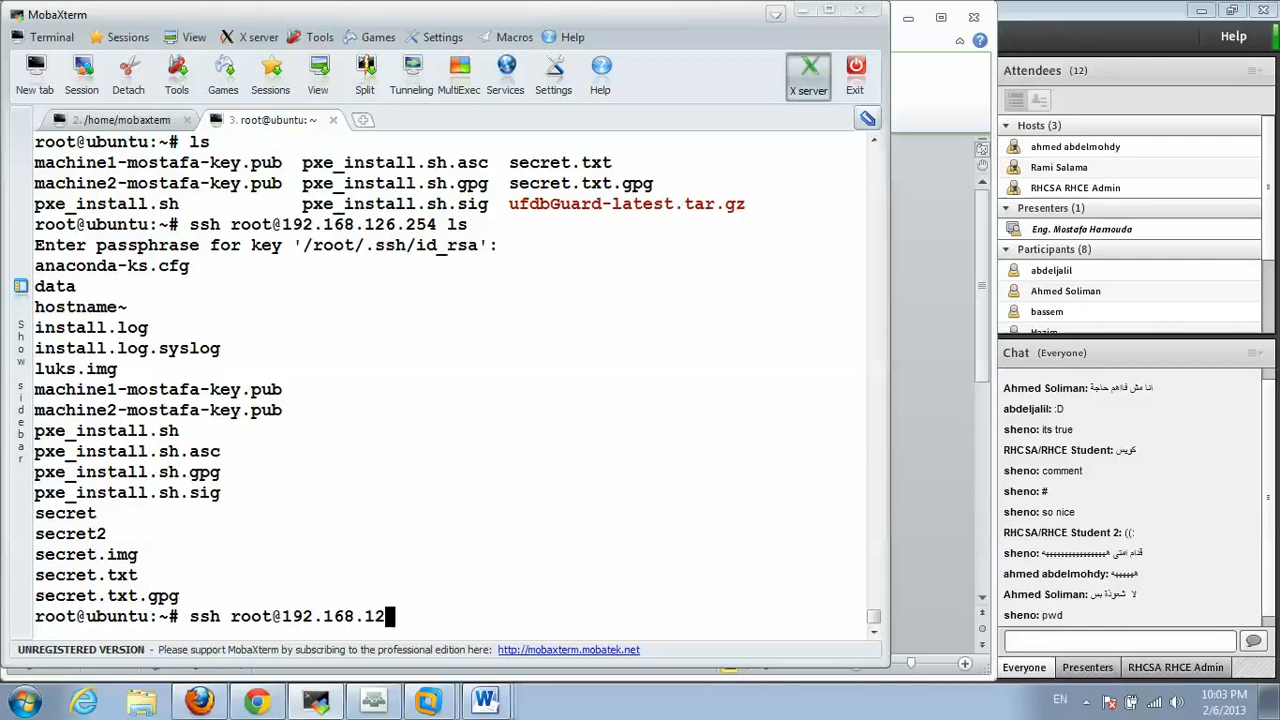 MobaXterm
Terminal Sessions View X server Tools Games Settings Macros Help
New tab Session Detach Tools Games Sessions View Split Tunneling MultiExec Services Settings Help X server Exit
2. /home/mobaxterm 3. root@ubuntu: ~
Show sidebar
root@ubuntu:~# ls
machine1-mostafa-key.pub pxe_install.sh.asc secret.txt
machine2-mostafa-key.pub pxe_install.sh.gpg secret.txt.gpg
pxe_install.sh pxe_install.sh.sig ufdbGuard-latest.tar.gz
root@ubuntu:~# ssh root@192.168.126.254 ls
Enter passphrase for key '/root/.ssh/id_rsa':
anaconda-ks.cfg
data
hostname~
install.log
install.log.syslog
luks.img
machine1-mostafa-key.pub
machine2-mostafa-key.pub
pxe_install.sh
pxe_install.sh.asc
pxe_install.sh.gpg
pxe_install.sh.sig
secret
secret2
secret.img
secret.txt
secret.txt.gpg
root@ubuntu:~# ssh root@192.168.12
UNREGISTERED VERSION - Please support MobaXterm by subscribing to the professional edition here: http://mobaxterm.mobatek.net
Help
Attendees (12)
Hosts (3)
ahmed abdelmohdy
Rami Salama
RHCSA RHCE Admin
Presenters (1)
Eng. Mostafa Hamouda
Participants (8)
abdeljalil
Ahmed Soliman
bassem
Hazim
Chat (Everyone)
Ahmed Soliman: انا مش فااهم حاجة
abdeljalil: :D
sheno: its true
RHCSA/RHCE Student: كويس
sheno: comment
sheno: #
sheno: so nice
RHCSA/RHCE Student 2: ((:
ahmed abdelmohdy: هيييييه
Ahmed Soliman: لا شعوذة بس
sheno: pwd
Everyone Presenters RHCSA RHCE Admin
EN
10:03 PM
2/6/2013